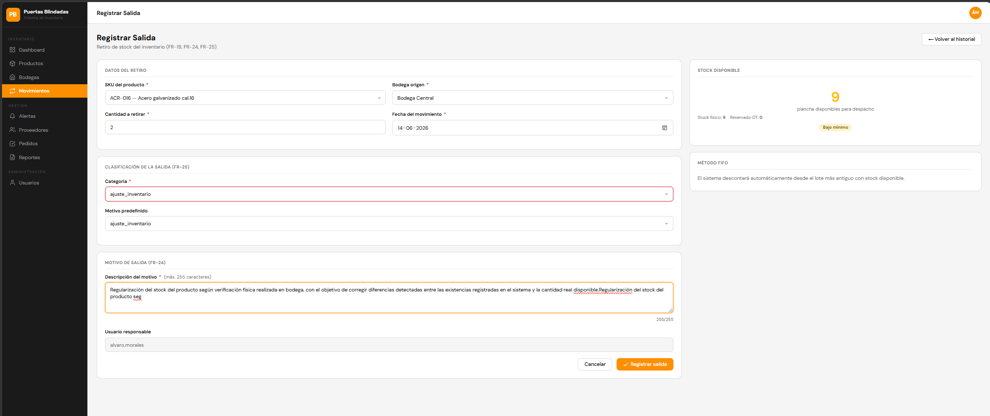 PB
Puertas Blindadas
Registrar Salida
AM
INVENTARIO
Dashboard
Productos
Bodegas
Movimientos
GESTIÓN
Alertas
Proveedores
Pedidos
Reportes
ADMINISTRACIÓN
Usuarios
Registrar Salida
Retiro de stock del inventario (FR-19, FR-24, FR-25)
← Volver al historial
DATOS DEL RETIRO
SKU del producto *
ACR-016 — Acero galvanizado cal.16
Bodega origen *
Bodega Central
Cantidad a retirar *
2
Fecha del movimiento *
14-06-2026
CLASIFICACIÓN DE LA SALIDA (FR-25)
Categoría *
ajuste_inventario
Motivo predefinido
ajuste_inventario
MOTIVO DE SALIDA (FR-24)
Descripción del motivo * (máx. 255 caracteres)
Regularización del stock del producto según verificación física realizada en bodega, con el objetivo de corregir diferencias detectadas entre las existencias registradas en el sistema y la cantidad real disponible.Regularización del stock del
producto seg
255/255
Usuario responsable
alvaro.morales
Cancelar
✓ Registrar salida
STOCK DISPONIBLE
9
plancha disponibles para despacho
Stock físico: 9 Reservado OT: 0
Bajo mínimo
MÉTODO FIFO
El sistema descontará automáticamente desde el lote más antiguo con stock disponible.